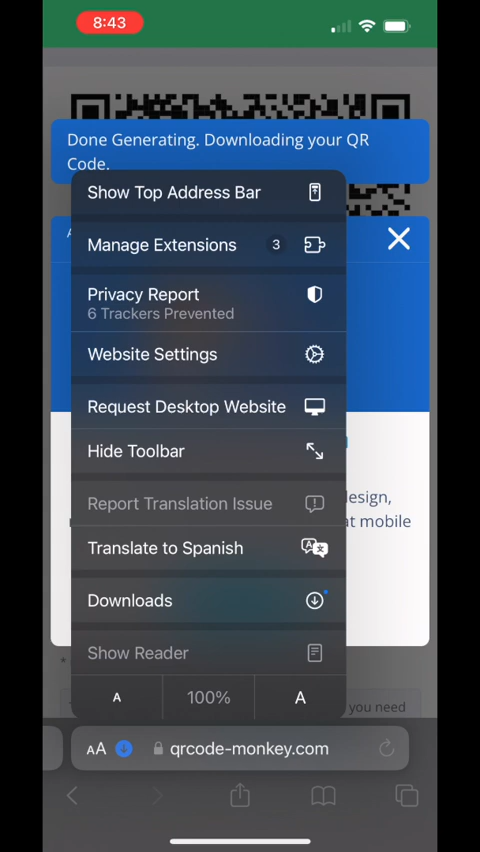 8:43
Done Generating. Downloading your QR
Code.
Show Top Address Bar
Manage Extensions 3
Privacy Report
6 Trackers Prevented
Website Settings
Request Desktop Website
Hide Toolbar
design,
Report Translation Issue
at mobile
Translate to Spanish
Downloads
Show Reader
A 100% A
you need
AA qrcode-monkey.com